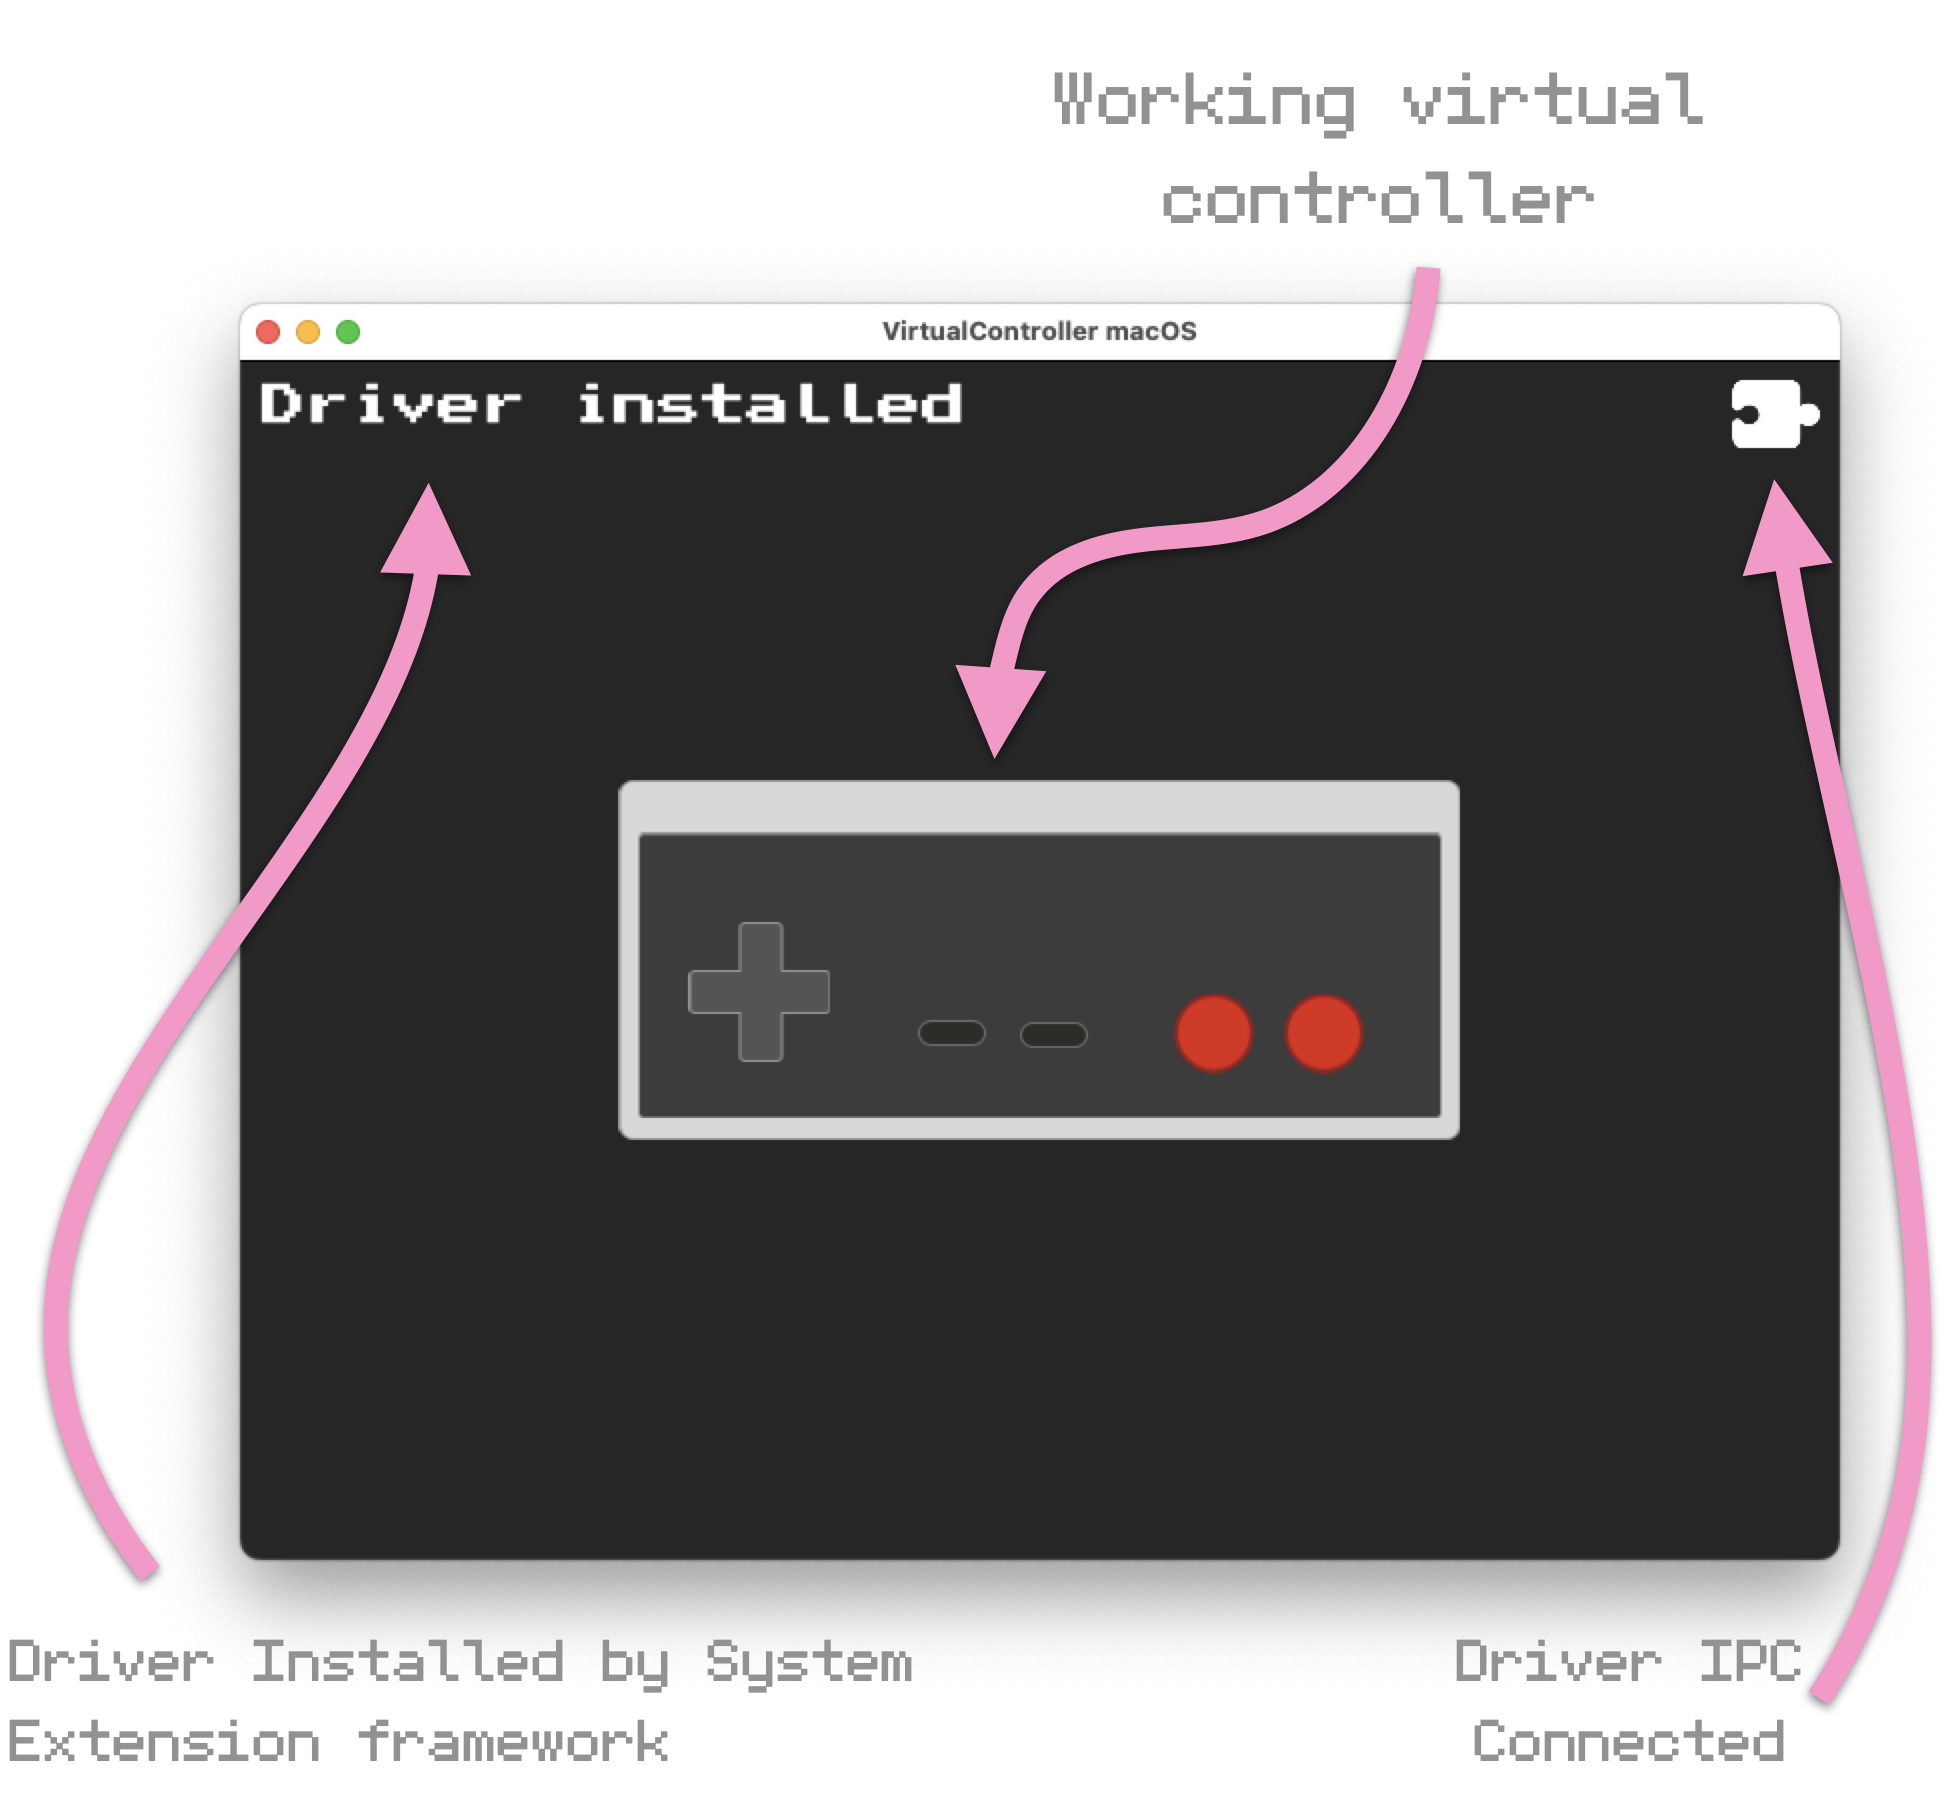 Working virtual
controller
VirtualController macOS
Driver installed
Driver Installed by System
Extension framework
Driver IPC
Connected